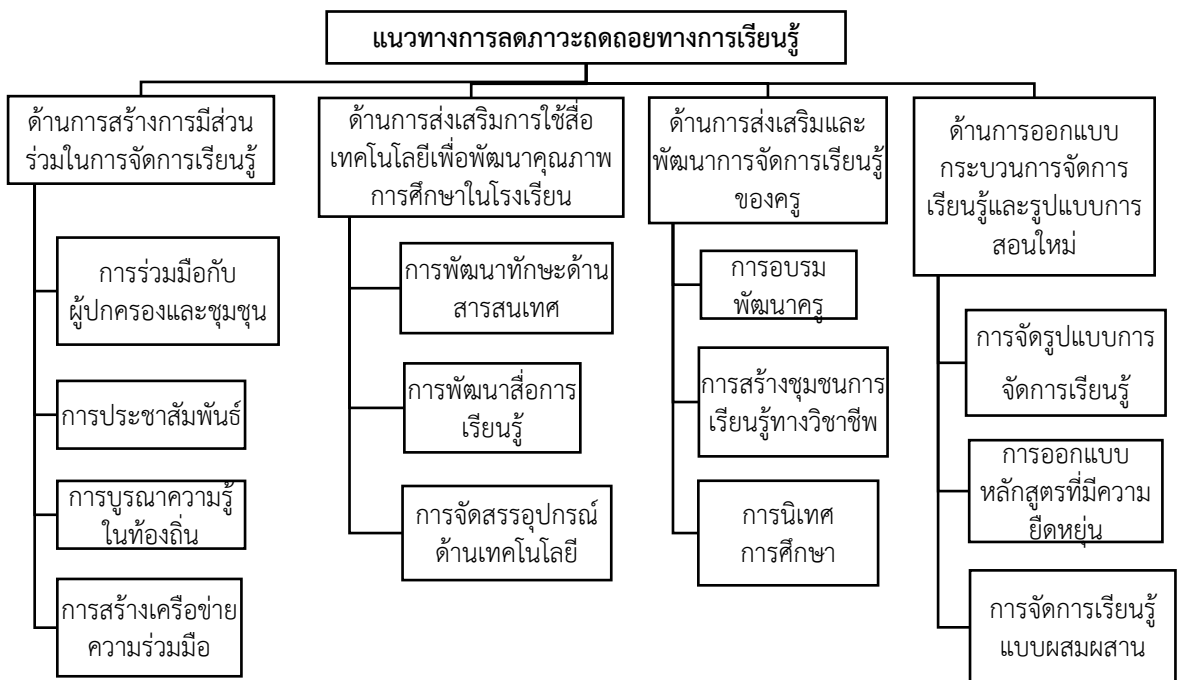 แนวทางการลดภาวะถดถอยทางการเรียนรู้
ด้านการสร้างการมีส่วน
ร่วมในการจัดการเรียนรู้
การร่วมมือกับ
ผู้ปกครองและชุมชุน
การประชาสัมพันธ์
การบูรณาความรู้
ในท้องถิ่น
การสร้างเครือข่าย
ความร่วมมือ
ด้านการส่งเสริมการใช้สื่อ
เทคโนโลยีเพื่อพัฒนาคุณภาพ
การศึกษาในโรงเรียน
การพัฒนาทักษะด้าน
สารสนเทศ
การพัฒนาสื่อการ
เรียนรู้
การจัดสรรอุปกรณ์
ด้านเทคโนโลยี
ด้านการส่งเสริมและ
พัฒนาการจัดการเรียนรู้
ของครู
การอบรม
พัฒนาครู
การสร้างชุมชนการ
เรียนรู้ทางวิชาชีพ
การนิเทศ
การศึกษา
ด้านการออกแบบ
กระบวนการจัดการ
เรียนรู้และรูปแบบการ
สอนใหม่
การจัดรูปแบบการ
จัดการเรียนรู้
การออกแบบ
หลักสูตรที่มีความ
ยืดหยุ่น
การจัดการเรียนรู้
แบบผสมผสาน